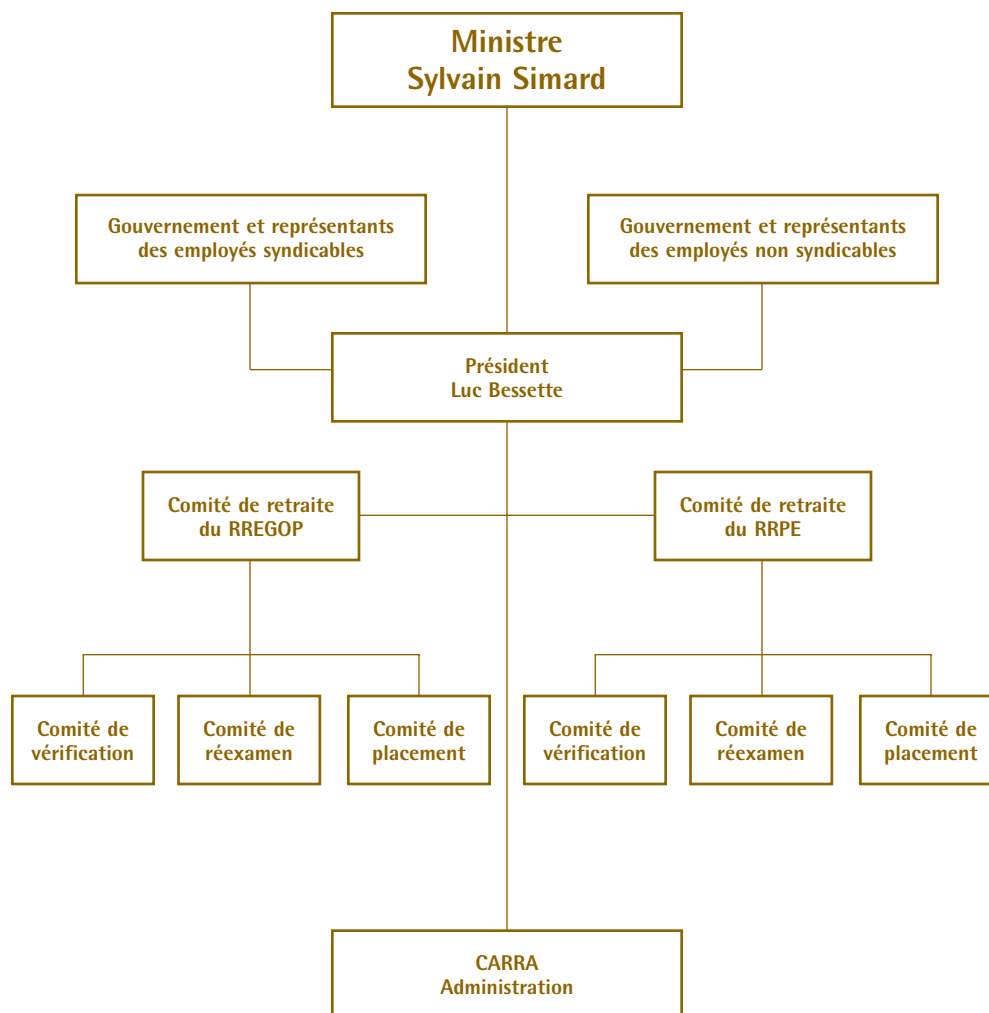 Ministre
Sylvain Simard
Gouvernement et représentants
des employés syndicables
Gouvernement et représentants
des employés non syndicables
Président
Luc Bessette
Comité de retraite
du RREGOP
Comité de retraite
du RRPE
Comité de
vérification
Comité de
réexamen
Comité de
placement
Comité de
vérification
Comité de
réexamen
Comité de
placement
CARRA
Administration